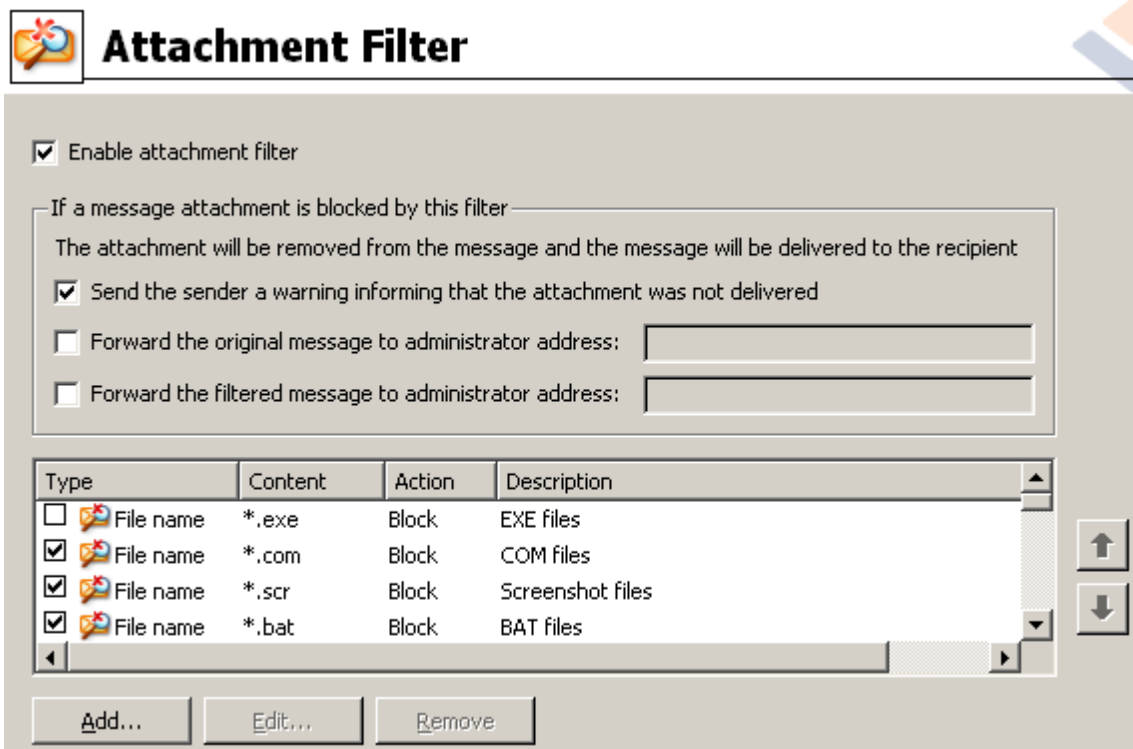 Attachment Filter
Enable attachment filter
If a message attachment is blocked by this filter
The attachment will be removed from the message and the message will be delivered to the recipient
Send the sender a warning informing that the attachment was not delivered
Forward the original message to administrator address:
Forward the filtered message to administrator address:
Type Content Action Description
File name *.exe Block EXE files
File name *.com Block COM files
File name *.scr Block Screenshot files
File name *.bat Block BAT files
Add... Edit... Remove